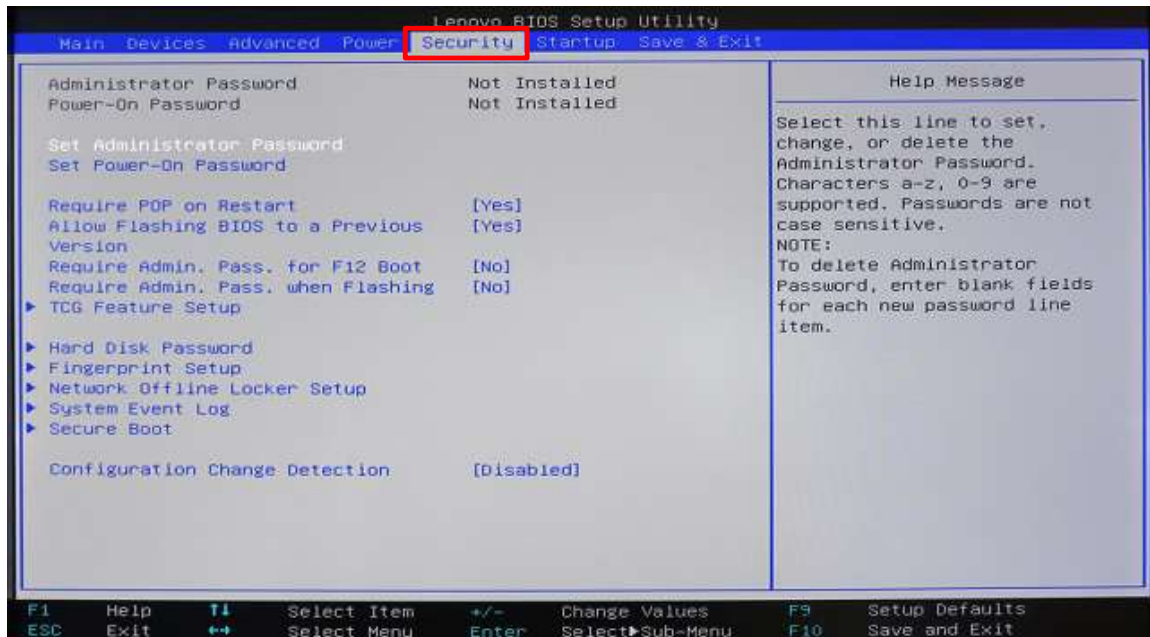 Lenovo BIOS Setup Utility
Main Devices Advanced Power Security Startup Save & Exit
Administrator Password Not Installed
Power-On Password Not Installed
Set Administrator Password
Set Power-On Password
Require POP on Restart [Yes]
Allow Flashing BIOS to a Previous [Yes]
Version
Require Admin. Pass. for F12 Boot [No]
Require Admin. Pass. when Flashing [No]
TCG Feature Setup
Hard Disk Password
Fingerprint Setup
Network Offline Locker Setup
System Event Log
Secure Boot
Configuration Change Detection [Disabled]
Help Message
Select this line to set,
change, or delete the
Administrator Password.
Characters a-z, 0-9 are
supported. Passwords are not
case sensitive.
NOTE:
To delete Administrator
Password, enter blank fields
for each new password line
item.
F1 Help ↑↓ Select Item +/- Change Values F9 Setup Defaults
ESC Exit ←→ Select Menu Enter Select▶Sub-Menu F10 Save and Exit